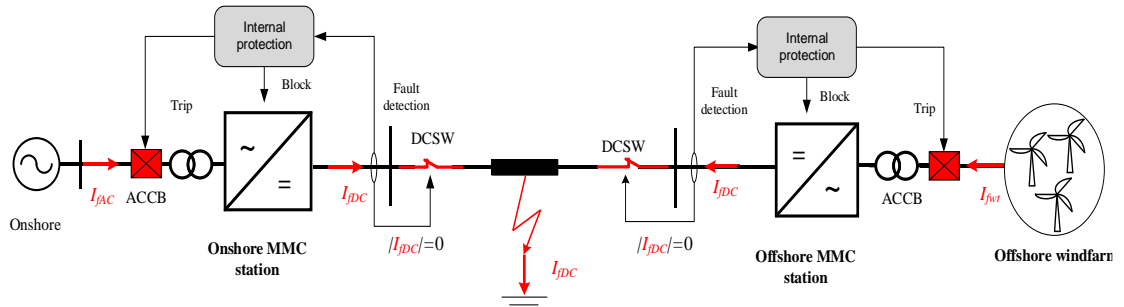 Internal
protection
Internal
protection
Trip
Block
Fault
detection
DCSW
DCSW
Fault
detection
Block
Trip
~
=
=
~
I_fAC
ACCB
I_fDC
I_fDC
ACCB
I_fwt
Onshore
Onshore MMC
station
|I_fDC|=0
I_fDC
|I_fDC|=0
Offshore MMC
station
Offshore windfarm